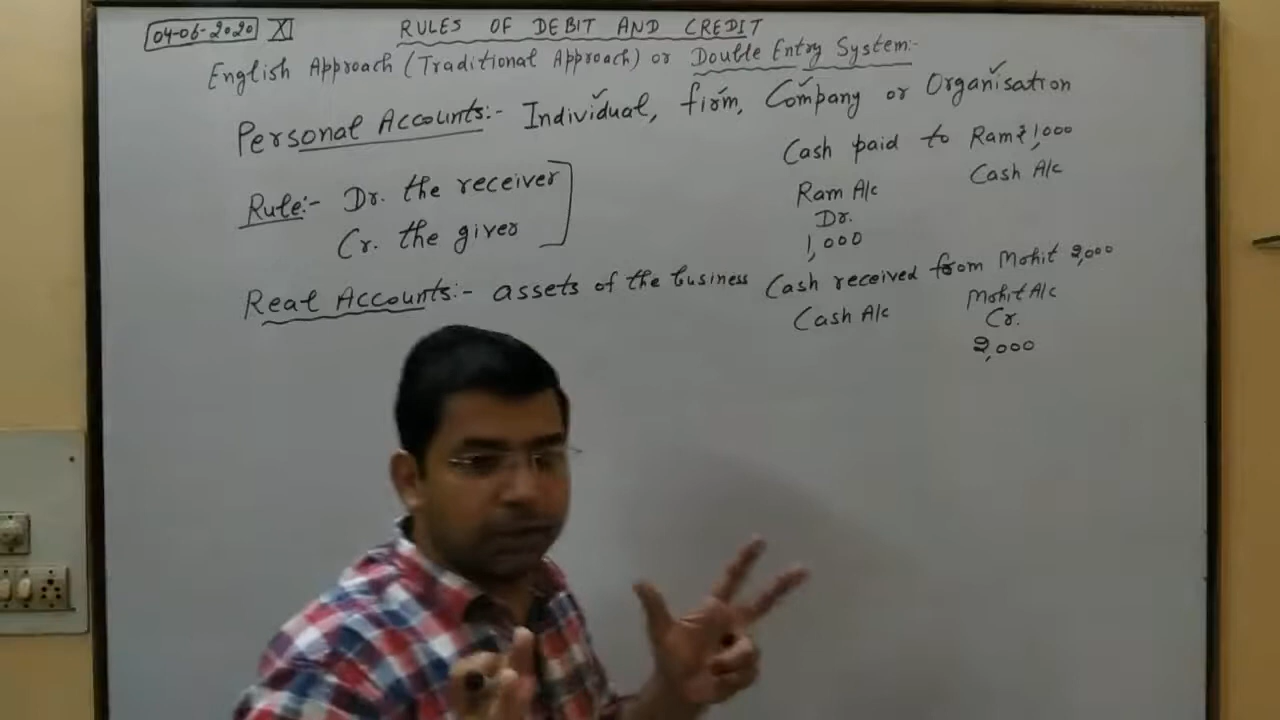 04-06-2020 XI
RULES OF DEBIT AND CREDIT
English Approach (Traditional Approach) or Double Entry System:-
Personal Accounts:- Individual, firm, Company or Organisation
Rule:- Dr. the receiver
Cr. the giver
Cash paid to Ram ₹1,000
Ram A/c Cash A/c
Dr.
1,000
Real Accounts:- assets of the business
Cash received from Mohit 2,000
Cash A/c Mohit A/c
Cr.
2,000